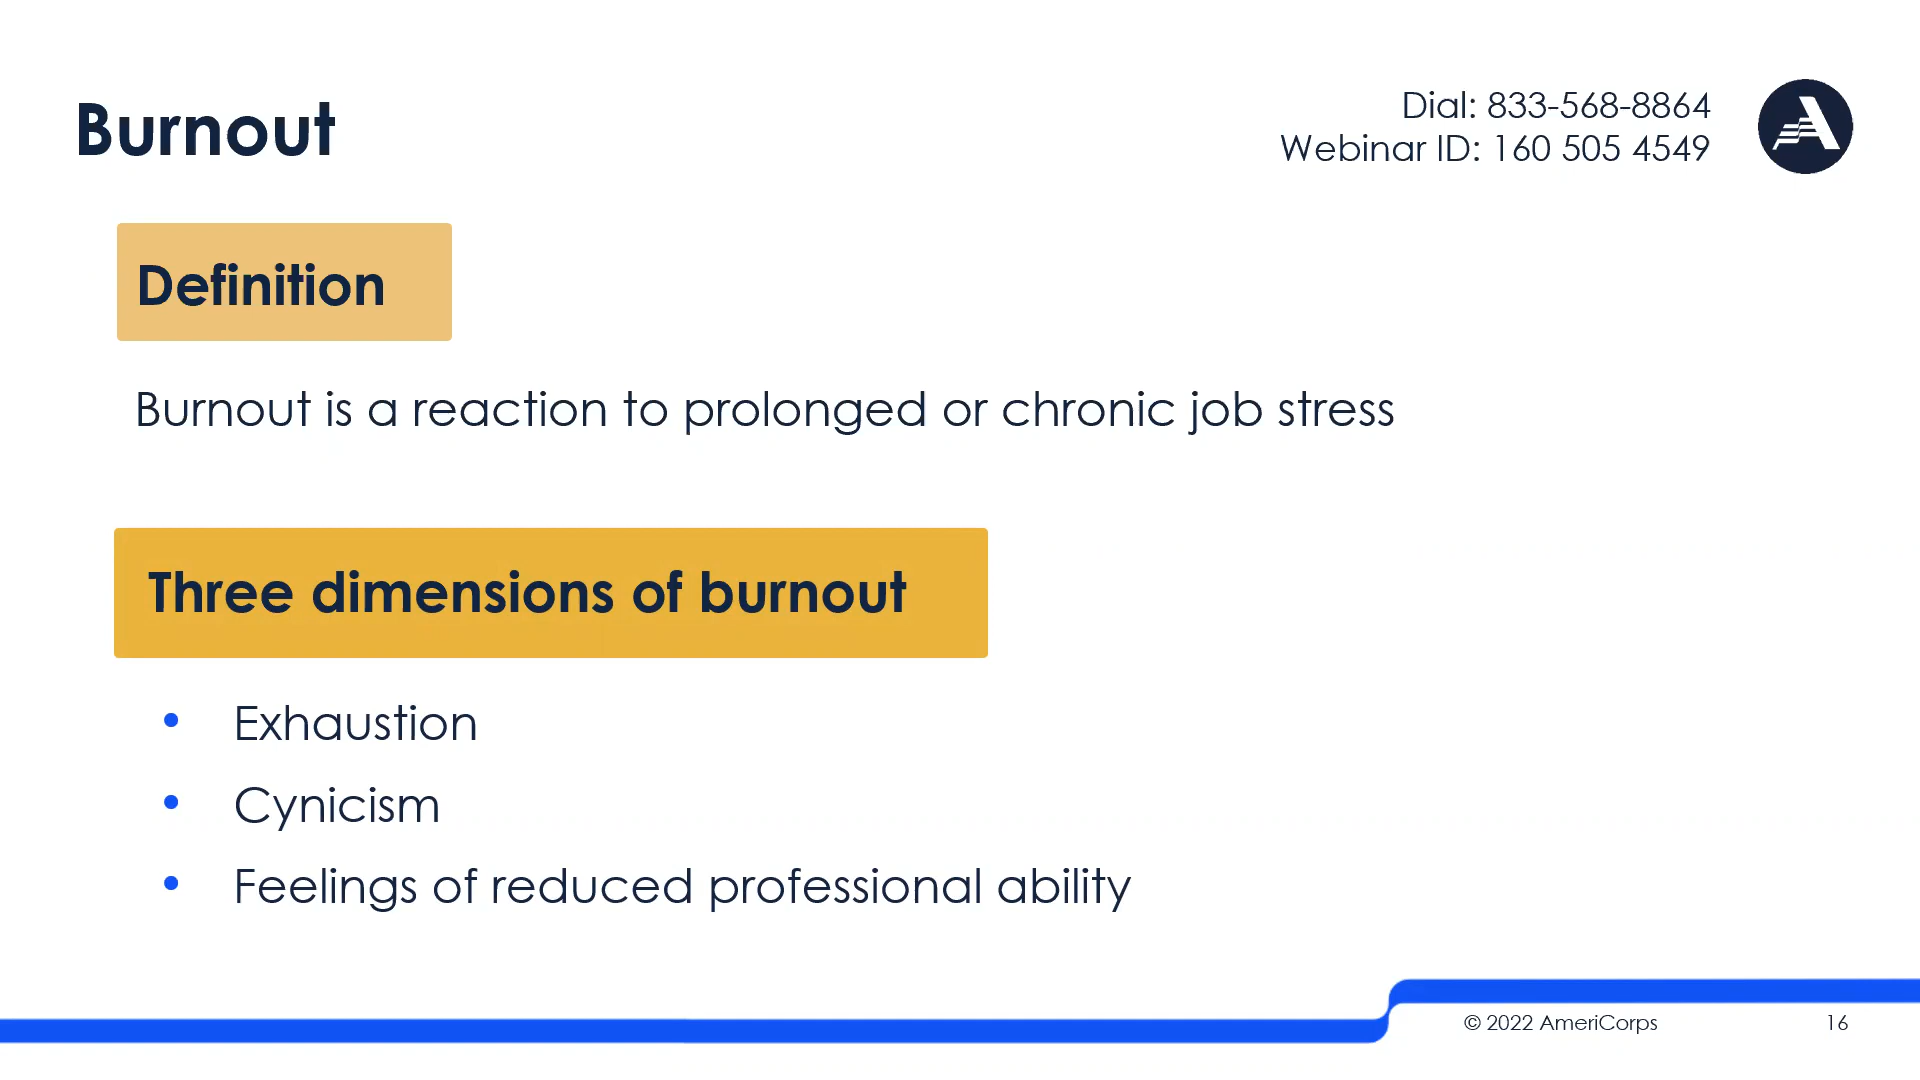 Burnout
Dial: 833-568-8864
Webinar ID: 160 505 4549
Definition
Burnout is a reaction to prolonged or chronic job stress
Three dimensions of burnout
• Exhaustion
• Cynicism
• Feelings of reduced professional ability
© 2022 AmeriCorps
16